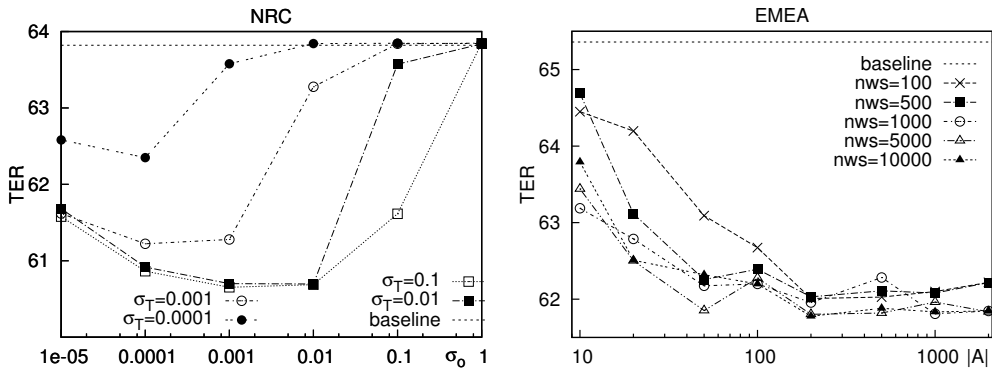 NRC
64
63
62
61
TER
σT=0.1
σT=0.001 σT=0.01
σT=0.0001 baseline
1e-05 0.0001 0.001 0.01 0.1 σo 1
EMEA
65
64
63
62
TER
baseline
nws=100
nws=500
nws=1000
nws=5000
nws=10000
10 100 1000 |A|